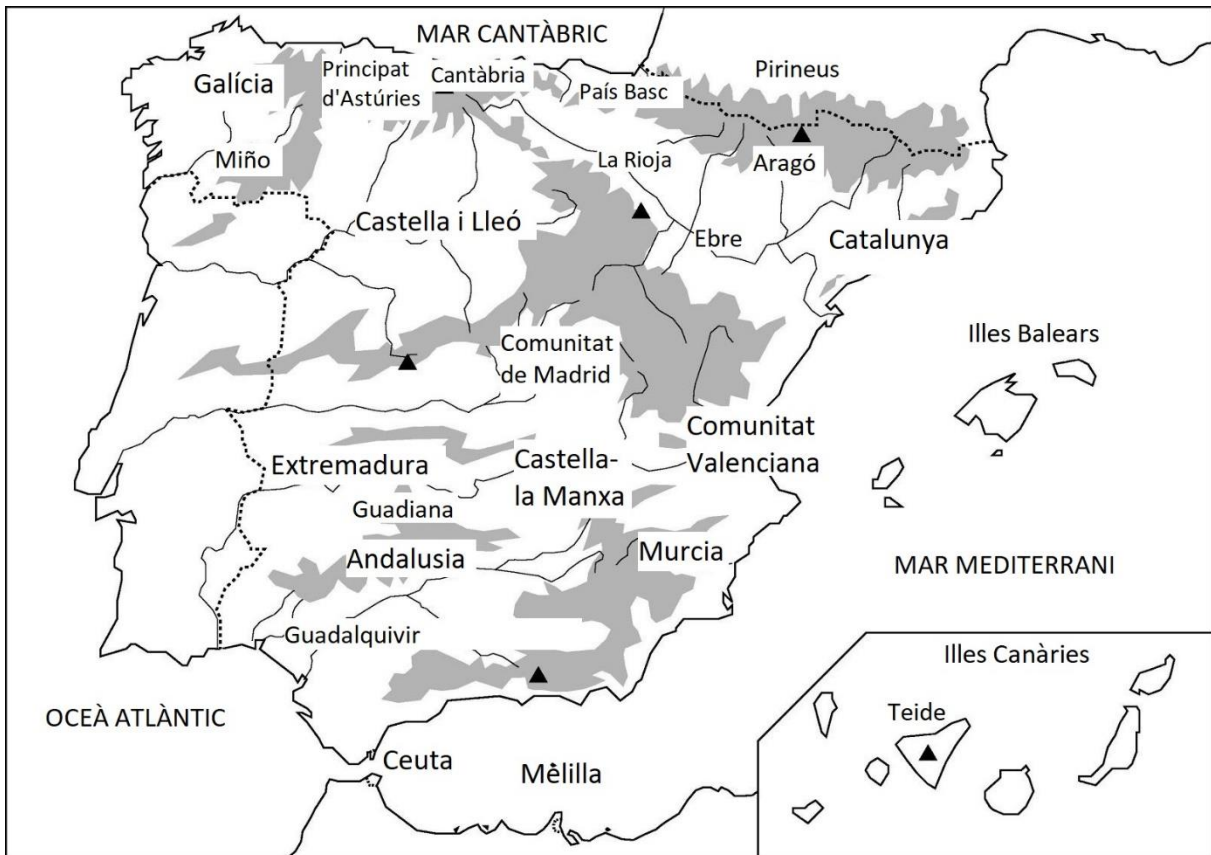 MAR CANTÀBRIC
Galícia
Principat
d'Astúries
Cantàbria
País Basc
Pirineus
Miño
La Rioja
Aragó
Castella i Lleó
Ebre
Catalunya
Illes Balears
Comunitat
de Madrid
Comunitat
Valenciana
Extremadura
Castella-
la Manxa
Guadiana
Andalusia
Murcia
MAR MEDITERRANI
Guadalquivir
Illes Canàries
OCEÀ ATLÀNTIC
Teide
Ceuta
Melilla